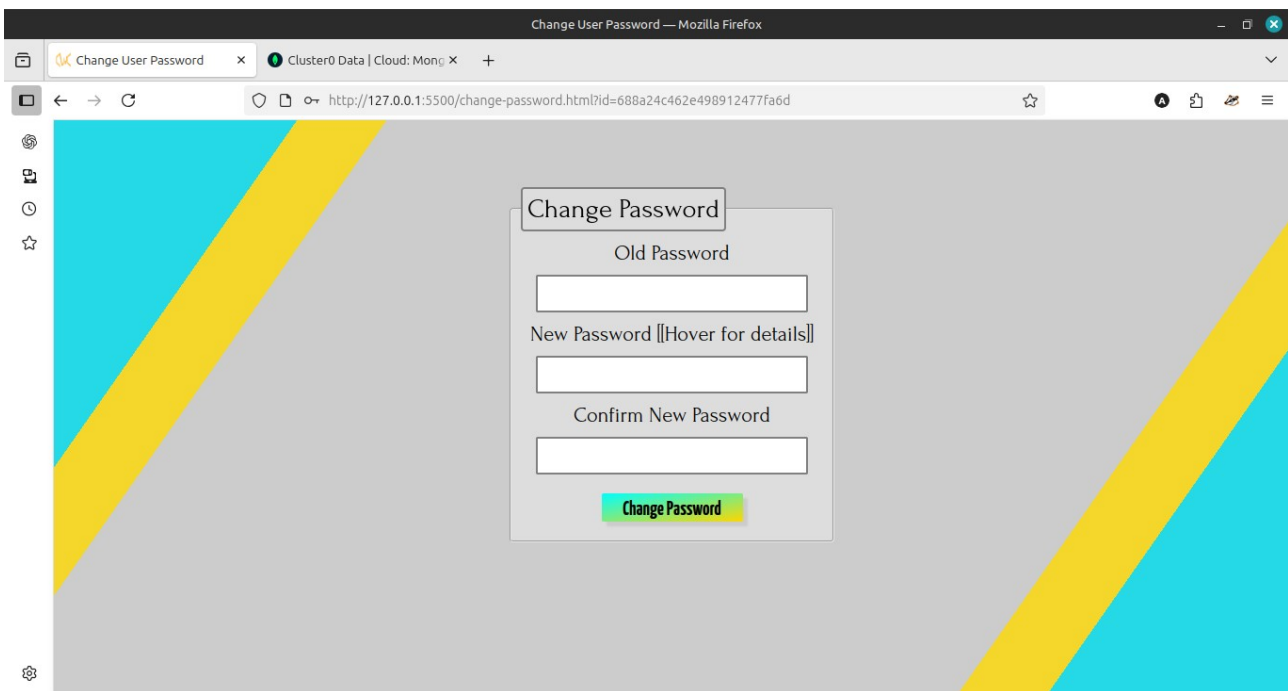 Change User Password — Mozilla Firefox
Change User Password
Cluster0 Data | Cloud: Mong
http://127.0.0.1:5500/change-password.html?id=688a24c462e498912477fa6d
Change Password
Old Password
New Password [[Hover for details]]
Confirm New Password
Change Password